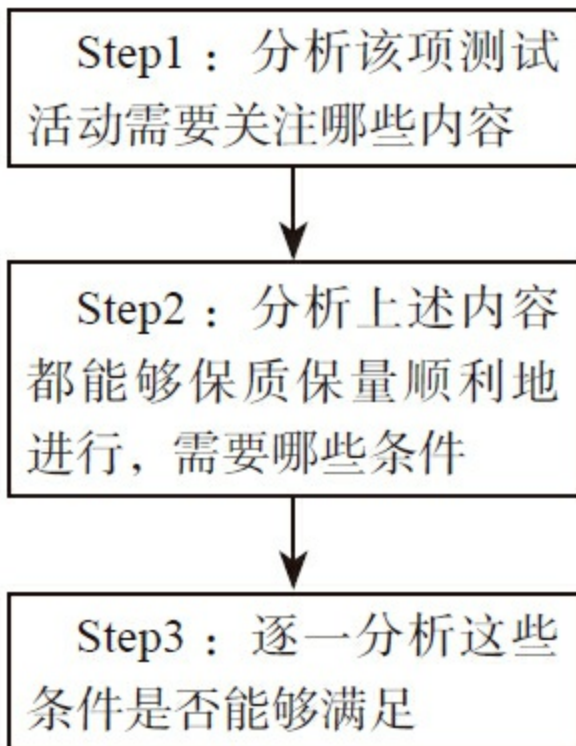 Step1：分析该项测试
活动需要关注哪些内容
Step2：分析上述内容
都能够保质保量顺利地
进行，需要哪些条件
Step3：逐一分析这些
条件是否能够满足